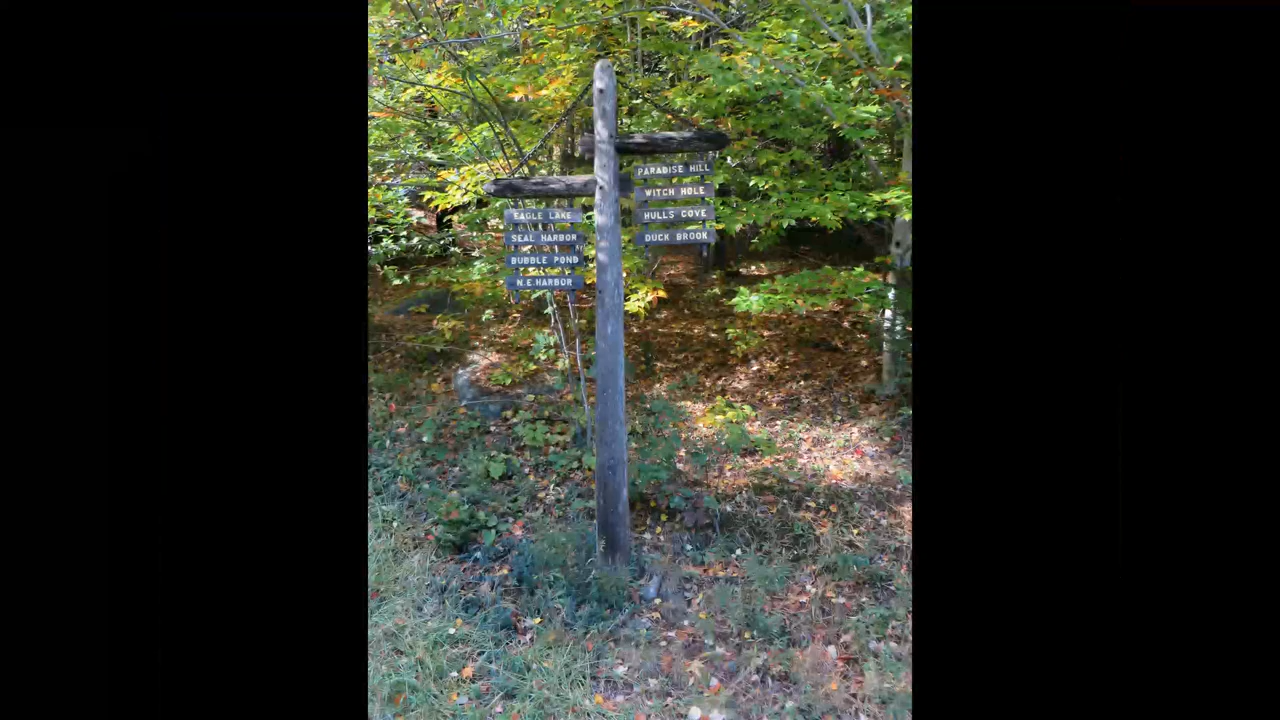 EAGLE LAKE
SEAL HARBOR
BUBBLE POND
N.E.HARBOR
PARADISE HILL
WITCH HOLE
HULLS COVE
DUCK BROOK